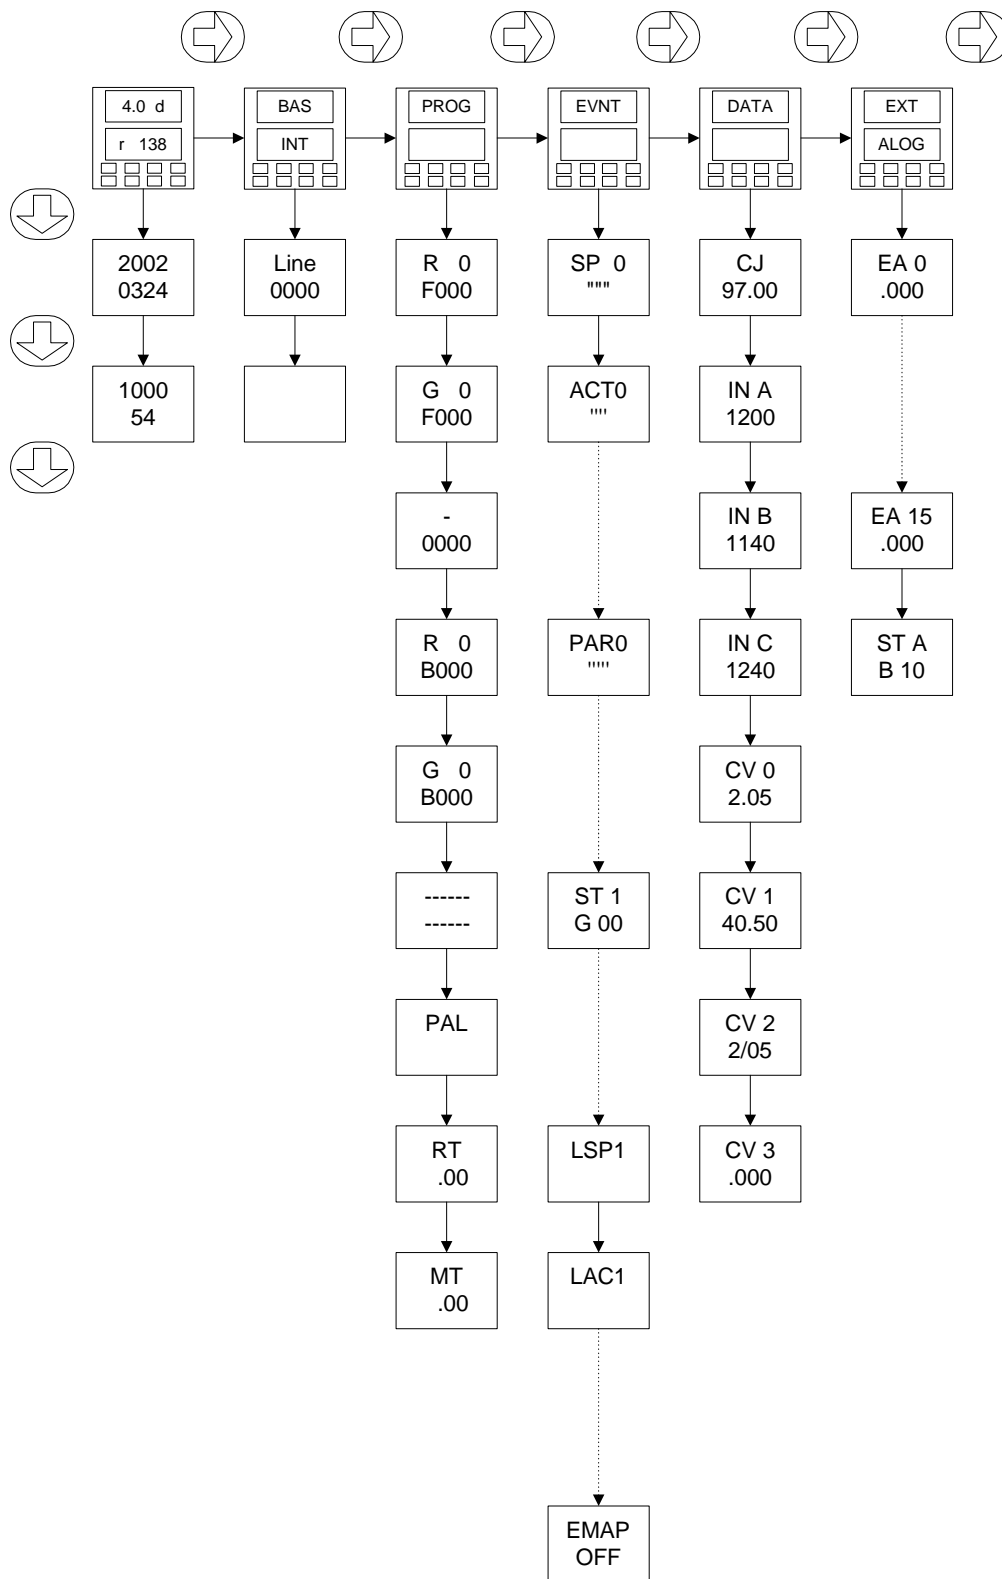 4.0 d
r 138
BAS
INT
PROG
EVNT
DATA
EXT
ALOG
2002
0324
1000
54
Line
0000
R 0
F000
G 0
F000
-
0000
R 0
B000
G 0
B000
------
------
PAL
RT
.00
MT
.00
SP 0
"""
ACT0
""
PAR0
""'
ST 1
G 00
LSP1
LAC1
EMAP
OFF
CJ
97.00
IN A
1200
IN B
1140
IN C
1240
CV 0
2.05
CV 1
40.50
CV 2
2/05
CV 3
.000
EA 0
.000
EA 15
.000
ST A
B 10